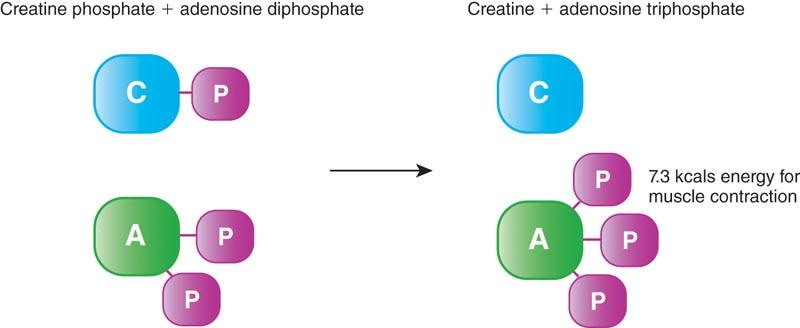 Creatine phosphate + adenosine diphosphate
Creatine + adenosine triphosphate
C
P
C
P
7.3 kcals energy for
muscle contraction
A
P
A
P
P
P